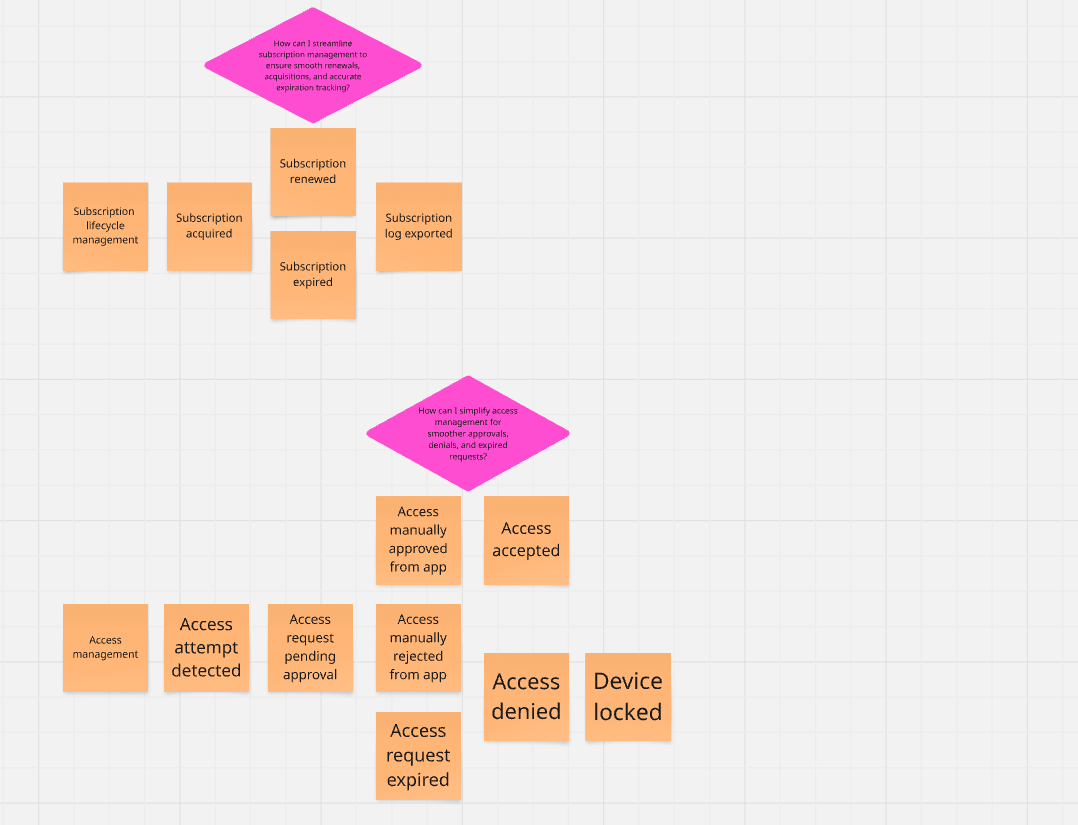 How can I streamline
subscription management to
ensure smooth renewals,
acquisitions, and accurate
expiration tracking?
Subscription
lifecycle
management
Subscription
acquired
Subscription
renewed
Subscription
expired
Subscription
log exported
How can I simplify access
management for
smoother approvals,
denials, and expired
requests?
Access
manually
approved
from app
Access
accepted
Access
management
Access
attempt
detected
Access
request
pending
approval
Access
manually
rejected
from app
Access
denied
Device
locked
Access
request
expired